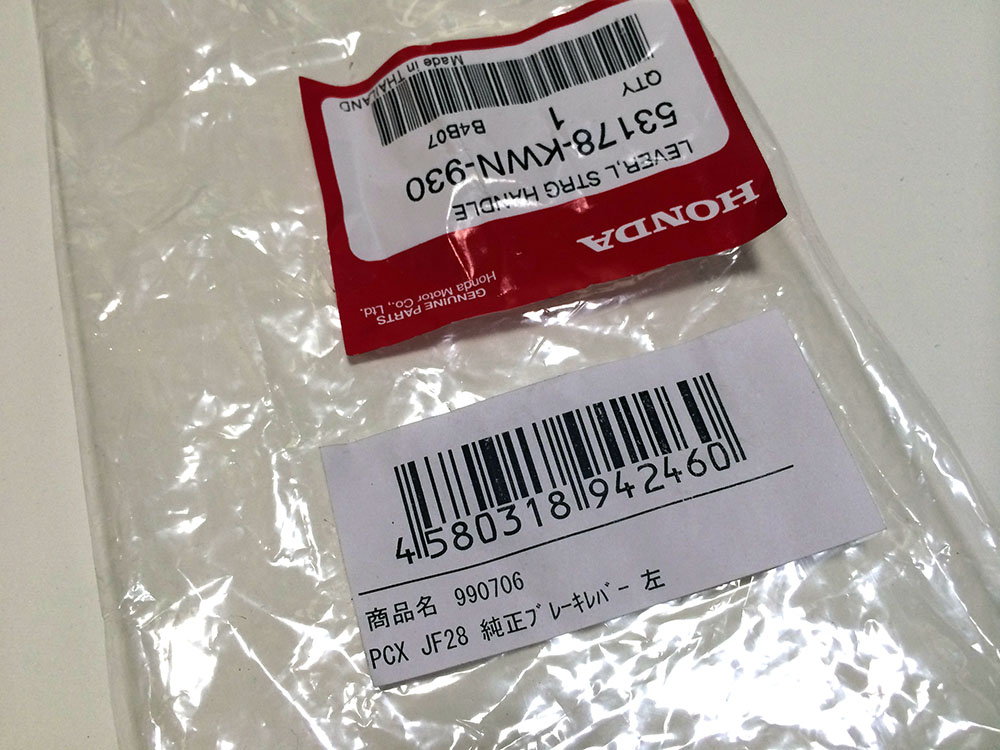 HONDA
GENUINE PARTS
Honda Motor Co., Ltd.
LEVER,L STRG HANDLE
53178-KWN-930
1
QTY
B4B07
Made in THAILAND
4580318942460
商品名 990706
PCX JF28 純正ﾌﾞﾚｰｷﾚﾊﾞｰ 左